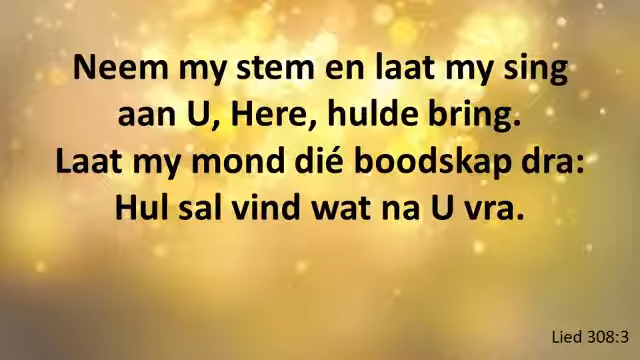 Neem my stem en laat my sing
aan U, Here, hulde bring.
Laat my mond dié boodskap dra:
Hul sal vind wat na U vra.
Lied 308:3